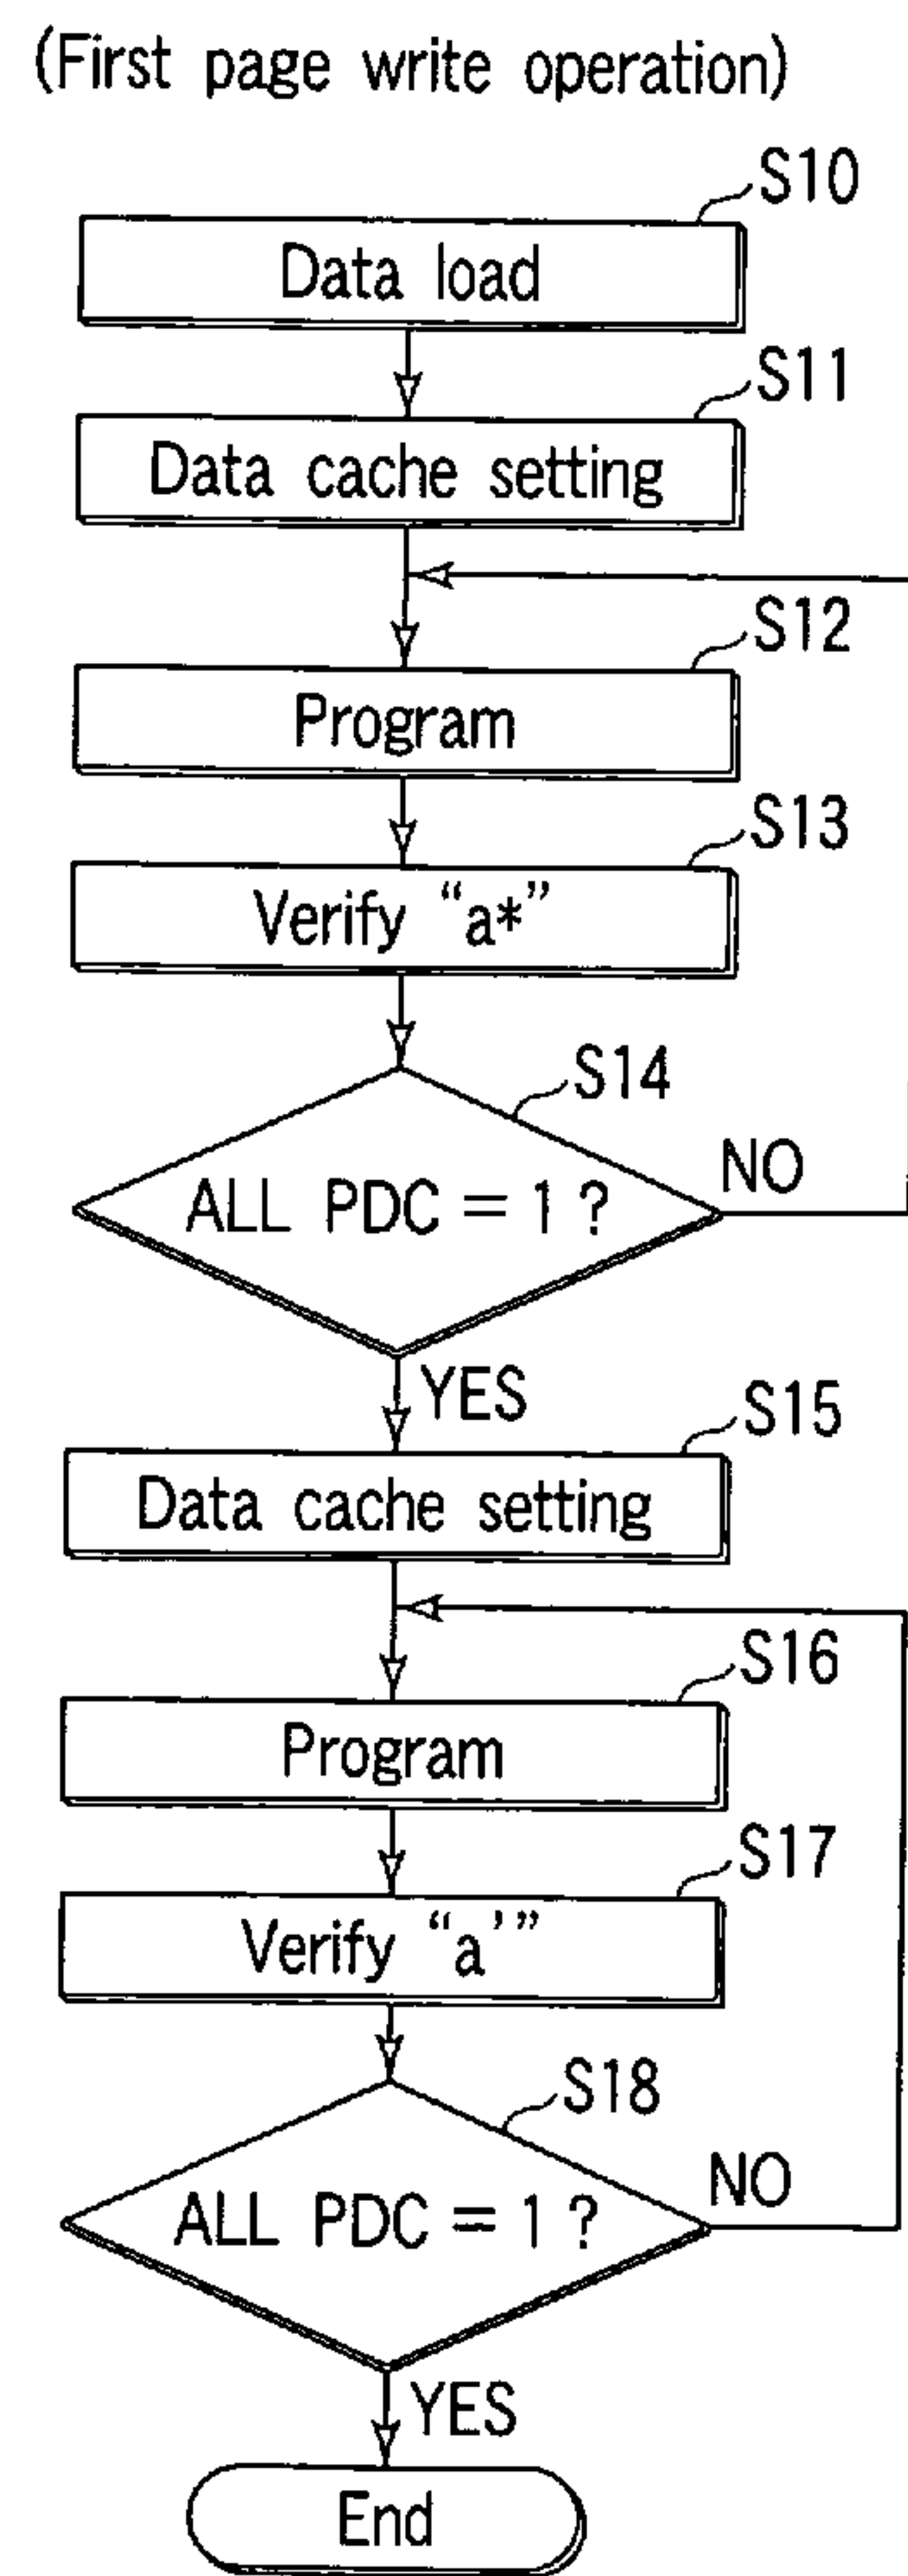 (First page write operation)
S10
Data load
S11
Data cache setting
S12
Program
S13
Verify “a*”
S14
ALL PDC = 1 ?
NO
YES
S15
Data cache setting
S16
Program
S17
Verify “a’”
S18
ALL PDC = 1 ?
NO
YES
End